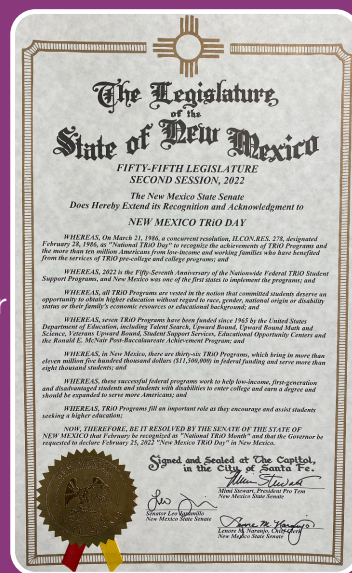 The Legislature
of the
State of New Mexico
FIFTY-FIFTH LEGISLATURE
SECOND SESSION, 2022
The New Mexico State Senate
Does Hereby Extend its Recognition and Acknowledgment to
NEW MEXICO TRiO DAY
WHEREAS, On March 21, 1986, a concurrent resolution, H.CON.RES. 278, designated
February 28, 1986, as "National TRIO Day" to recognize the achievements of TRIO Programs and
the more than ten million Americans from low-income and working families who have benefited
from the services of TRIO pre-college and college programs; and
WHEREAS, 2022 is the Fifty-Seventh Anniversary of the Nationwide Federal TRIO Student
Support Programs, and New Mexico was one of the first states to implement the programs; and
WHEREAS, all TRIO Programs are vested in the notion that committed students deserve an
opportunity to obtain higher education without regard to race, gender, national origin or disability
status or their family's economic resources or educational background; and
WHEREAS, seven TRIO Programs have been funded since 1965 by the United States
Department of Education, including Talent Search, Upward Bound, Upward Bound Math and
Science, Veterans Upward Bound, Student Support Services, Educational Opportunity Centers and
the Ronald E. McNair Post-Baccalaureate Achievement Program; and
WHEREAS, in New Mexico, there are thirty-six TRIO Programs, which bring in more than
eleven million five hundred thousand dollars ($11,500,000) in federal funding and serve more than
eight thousand students; and
WHEREAS, these successful federal programs work to help low-income, first-generation
and disadvantaged students and students with disabilities to enter college and earn a degree and
should be expanded to serve more Americans; and
WHEREAS, TRIO Programs fill an important role as they encourage and assist students
seeking a higher education;
NOW, THEREFORE, BE IT RESOLVED BY THE SENATE OF THE STATE OF
NEW MEXICO that February be recognized as "National TRIO Month" and that the Governor be
requested to declare February 25, 2022 "New Mexico TRIO Day" in New Mexico.
Signed and Sealed at The Capitol,
in the City of Santa Fe.
Mimi Stewart, President Pro Tem
New Mexico State Senate
Senator Leo Jaramillo
New Mexico State Senate
Lenore M. Naranjo, Chief Clerk
New Mexico State Senate